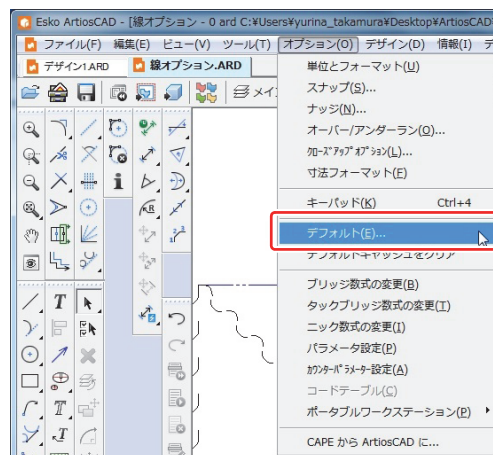 Esko ArtiosCAD - [線オプション - 0 ard C:¥Users¥yurina_takamura¥Desktop¥ArtiosCAD
ファイル(F) 編集(E) ビュー(V) ツール(T) オプション(O) デザイン(D) 情報(I) デ
デザイン1.ARD 線オプション.ARD
メイ
単位とフォーマット(U)
スナップ(S)...
ナッジ(N)...
オーバー/アンダーラン(O)...
クローズアップオプション(L)...
寸法フォーマット(F)
キーパッド(K) Ctrl+4
デフォルト(E)...
デフォルトキャッシュをクリア
ブリッジ数式の変更(B)
タックブリッジ数式の変更(T)
ニック数式の変更(I)
パラメータ設定(P)
カウンターパラメータ設定(A)
コードテーブル(C)
ポータブルワークステーション(P)
CAPE から ArtiosCAD に...